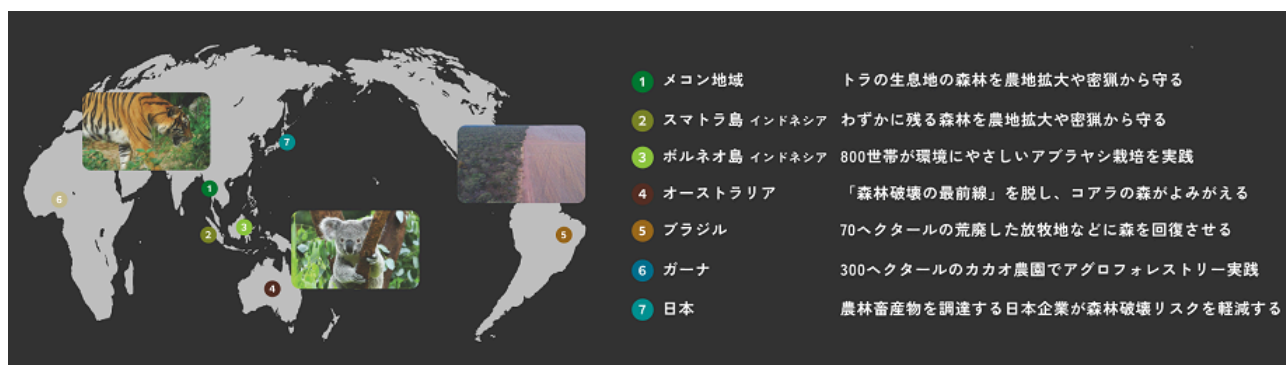 1 メコン地域 トラの生息地の森林を農地拡大や密猟から守る
2 スマトラ島 インドネシア わずかに残る森林を農地拡大や密猟から守る
3 ボルネオ島 インドネシア 800世帯が環境にやさしいアブラヤシ栽培を実践
4 オーストラリア 「森林破壊の最前線」を脱し、コアラの森がよみがえる
5 ブラジル 70ヘクタールの荒廃した放牧地などに森を回復させる
6 ガーナ 300ヘクタールのカカオ農園でアグロフォレストリー実践
7 日本 農林畜産物を調達する日本企業が森林破壊リスクを軽減する
7
1
6
3
2
5
4